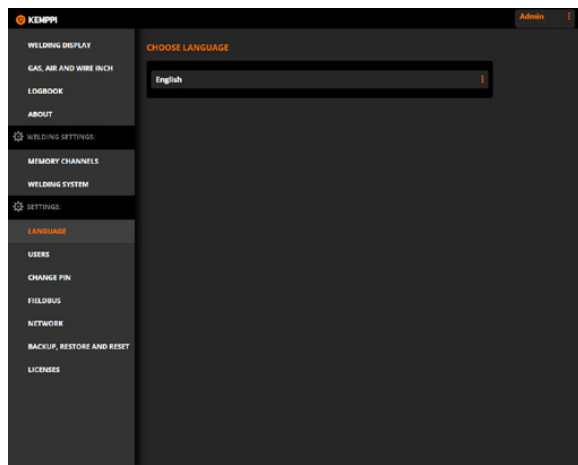 KEMPPI
Admin
WELDING DISPLAY
GAS, AIR AND WIRE INCH
LOGBOOK
ABOUT
WELDING SETTINGS:
MEMORY CHANNELS
WELDING SYSTEM
SETTINGS:
LANGUAGE
USERS
CHANGE PIN
FIELDBUS
NETWORK
BACKUP, RESTORE AND RESET
LICENSES
CHOOSE LANGUAGE
English